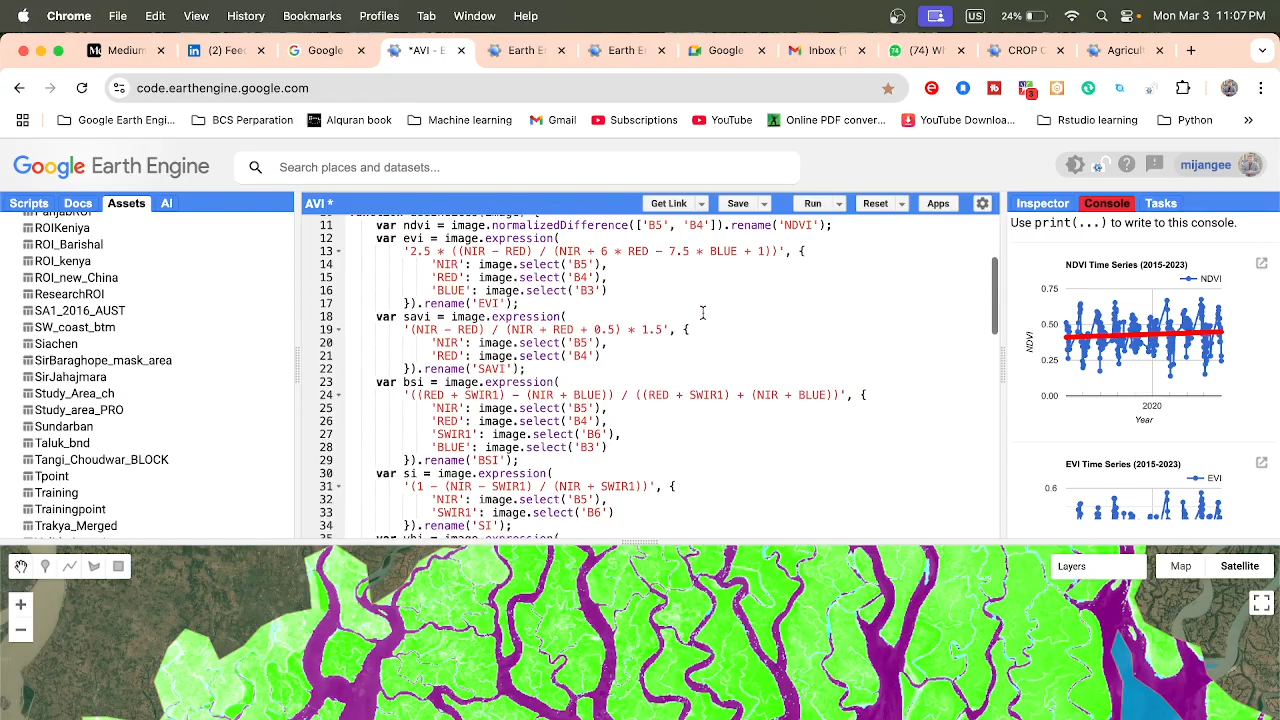 Earth Engine Apps File Edit View History Bookmarks Profiles Tab Window Help
US 24% Mon Mar 3 11:07 PM
Medium
(2) Fee
Google
*AVI - E
Earth E
Earth E
Google
Inbox (1
(74) W
CROP C
Agricul
code.earthengine.google.com
3
Google Earth Engi...
BCS Perparation
Alquran book
Machine learning
Gmail
Subscriptions
YouTube
Online PDF conver...
YouTube Downloa...
Rstudio learning
Python
Google Earth Engine
Search places and datasets...
mijangee
Scripts Docs Assets AI
PanjabROI
ROIKeniya
ROI_Barishal
ROI_kenya
ROI_new_China
ResearchROI
SA1_2016_AUST
SW_coast_btm
Siachen
SirBaraghope_mask_area
SirJahajmara
Study_Area_ch
Study_area_PRO
Sundarban
Taluk_bnd
Tangi_Choudwar_BLOCK
Tpoint
Training
Trainingpoint
Trakya_Merged
AVI *
Get Link Save Run Reset Apps
11 var ndvi = image.normalizedDifference(['B5', 'B4']).rename('NDVI');
12 var evi = image.expression(
13 '2.5 * ((NIR - RED) / (NIR + 6 * RED - 7.5 * BLUE + 1))', {
14 'NIR': image.select('B5'),
15 'RED': image.select('B4'),
16 'BLUE': image.select('B3')
17 }).rename('EVI');
18 var savi = image.expression(
19 '(NIR - RED) / (NIR + RED + 0.5) * 1.5', {
20 'NIR': image.select('B5'),
21 'RED': image.select('B4')
22 }).rename('SAVI');
23 var bsi = image.expression(
24 '((RED + SWIR1) - (NIR + BLUE)) / ((RED + SWIR1) + (NIR + BLUE))', {
25 'NIR': image.select('B5'),
26 'RED': image.select('B4'),
27 'SWIR1': image.select('B6'),
28 'BLUE': image.select('B3')
29 }).rename('BSI');
30 var si = image.expression(
31 '(1 - (NIR - SWIR1) / (NIR + SWIR1))', {
32 'NIR': image.select('B5'),
33 'SWIR1': image.select('B6')
34 }).rename('SI');
Inspector Console Tasks
Use print(...) to write to this console.
NDVI Time Series (2015-2023)
NDVI
0.75
0.50
0.25
0.00
NDVI
2020
Year
EVI Time Series (2015-2023)
EVI
0.6
Layers
Map
Satellite